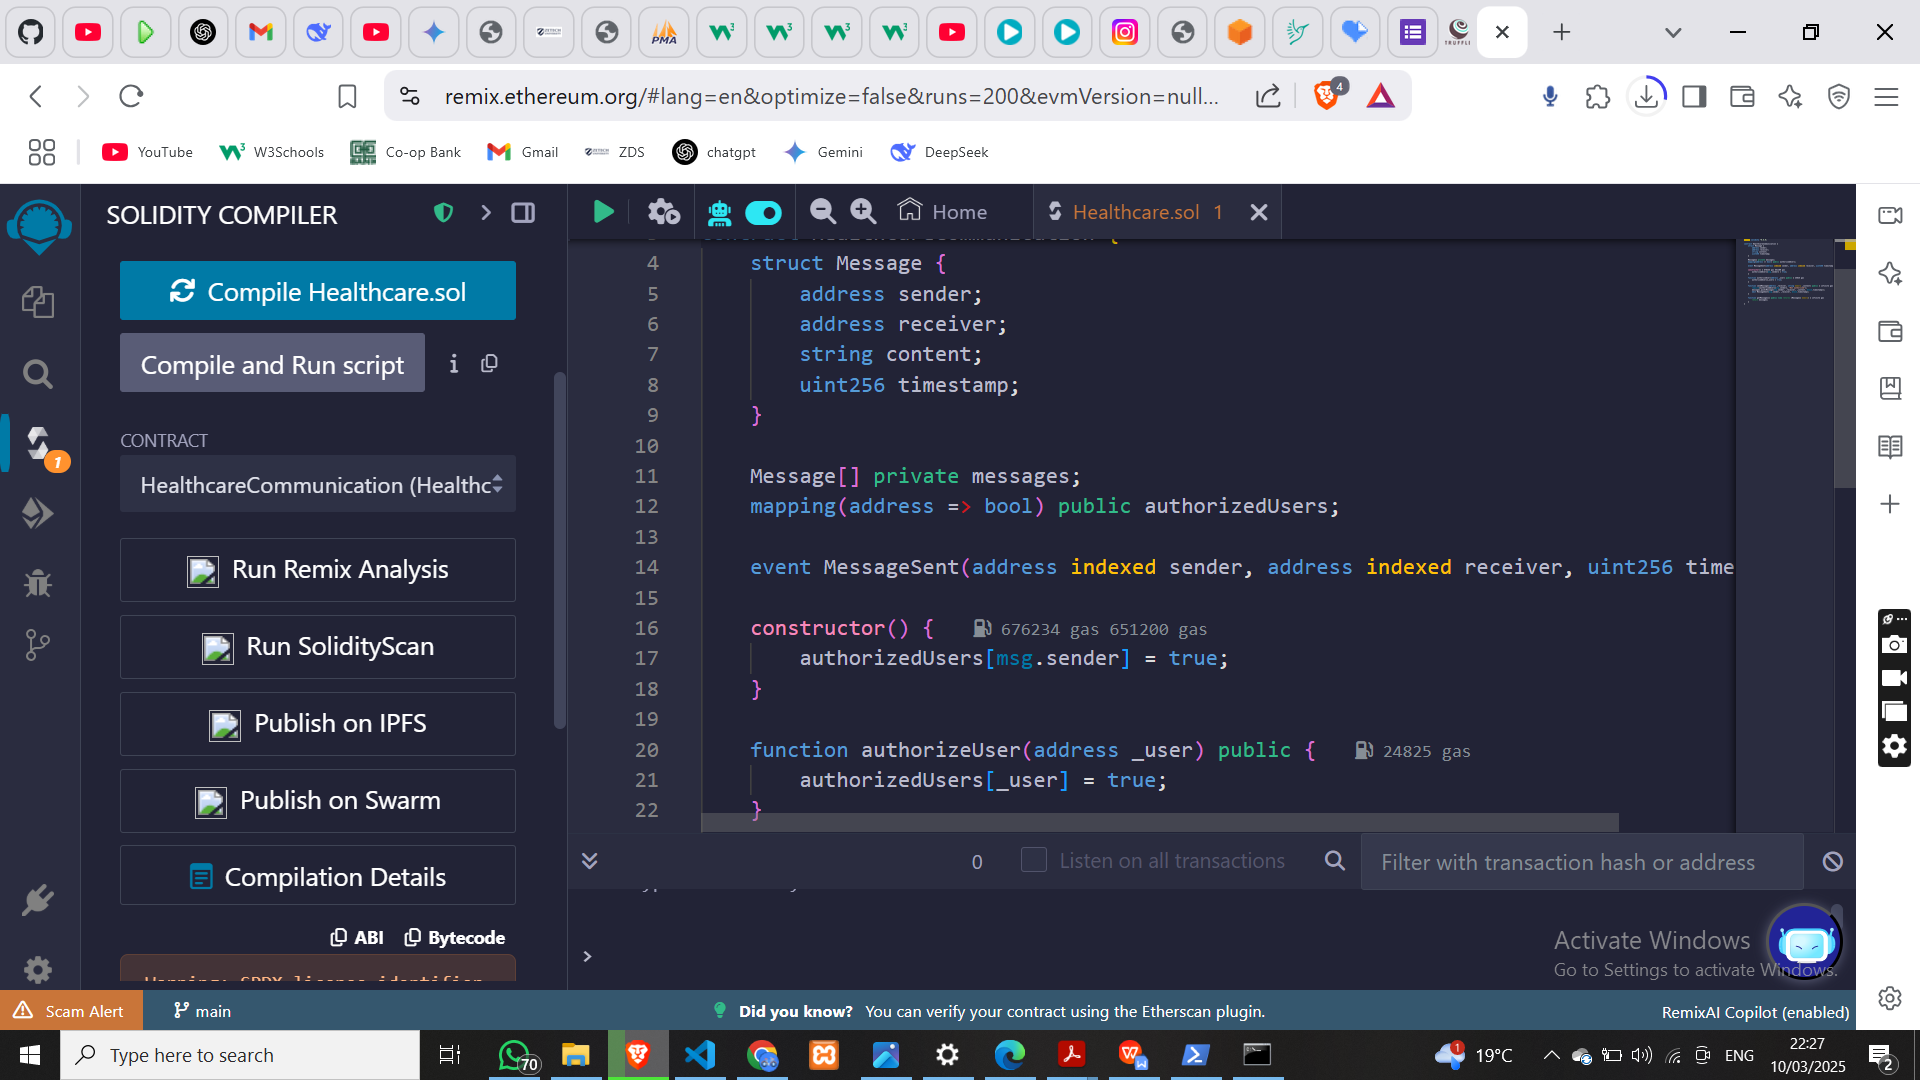 remix.ethereum.org/#lang=en&optimize=false&runs=200&evmVersion=null...
4
YouTube
W3Schools
Co-op Bank
Gmail
ZDS
chatgpt
Gemini
DeepSeek
SOLIDITY COMPILER
Home
Healthcare.sol 1
Compile Healthcare.sol
Compile and Run script
CONTRACT
HealthcareCommunication (Healthc
1
Run Remix Analysis
Run SolidityScan
Publish on IPFS
Publish on Swarm
Compilation Details
ABI
Bytecode
4 struct Message {
5 address sender;
6 address receiver;
7 string content;
8 uint256 timestamp;
9 }
10
11 Message[] private messages;
12 mapping(address => bool) public authorizedUsers;
13
14 event MessageSent(address indexed sender, address indexed receiver, uint256 time
15
16 constructor() { 676234 gas 651200 gas
17 authorizedUsers[msg.sender] = true;
18 }
19
20 function authorizeUser(address _user) public { 24825 gas
21 authorizedUsers[_user] = true;
22 }
0
Listen on all transactions
Filter with transaction hash or address
>
Activate Windows
Go to Settings to activate Windows.
Scam Alert
main
Did you know? You can verify your contract using the Etherscan plugin.
RemixAI Copilot (enabled)
Type here to search
70
1
19°C
ENG
22:27
10/03/2025
2